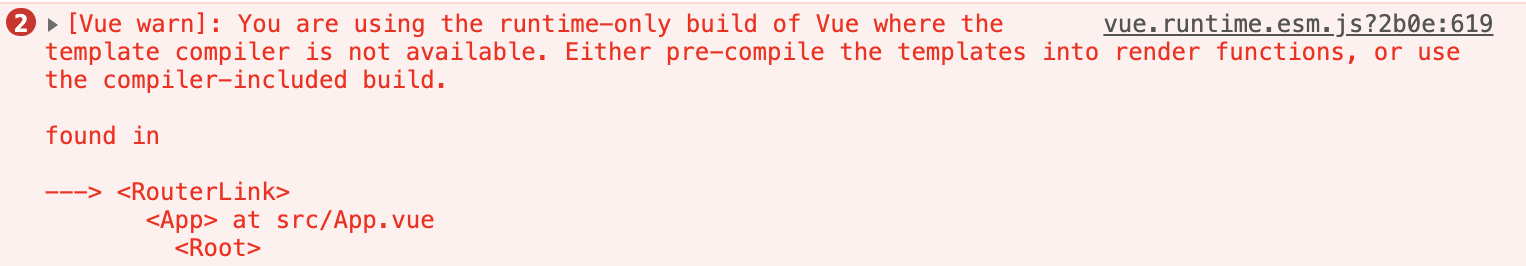 2 ▸ [Vue warn]: You are using the runtime-only build of Vue where the vue.runtime.esm.js?2b0e:619
template compiler is not available. Either pre-compile the templates into render functions, or use
the compiler-included build.
found in
---> <RouterLink>
<App> at src/App.vue
<Root>